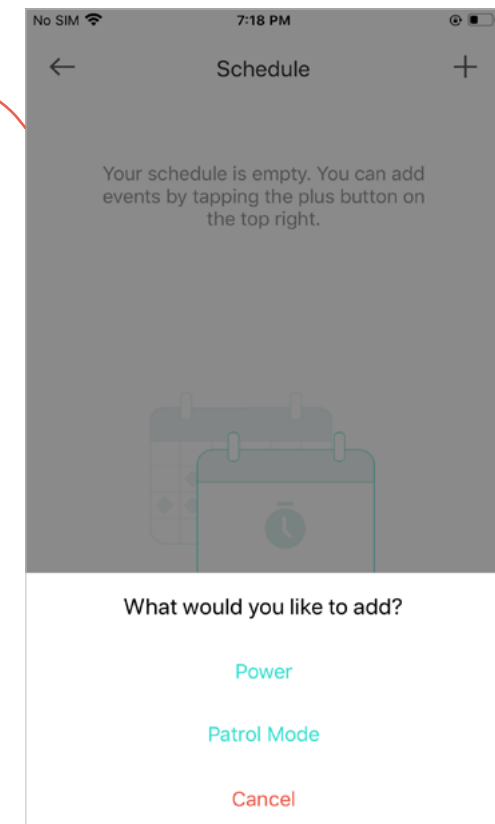 No SIM 7:18 PM
Schedule
Your schedule is empty. You can add
events by tapping the plus button on
the top right.
What would you like to add?
Power
Patrol Mode
Cancel